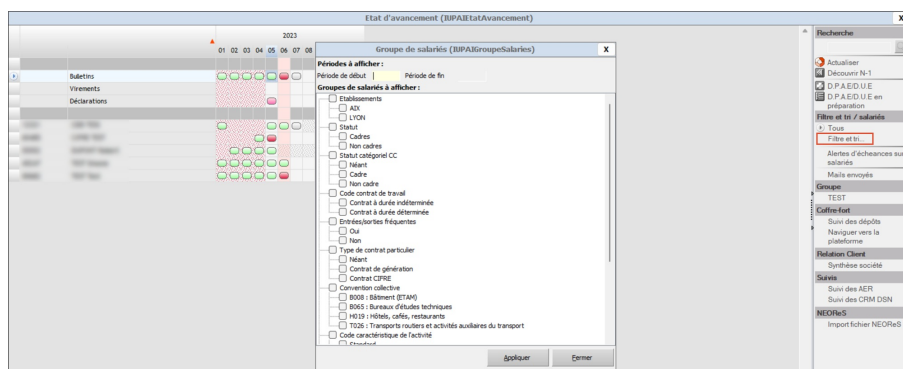 Etat d'avancement (IUPAIEtatAvancement)
X
2023
01 02 03 04 05 06 07 08
Bulletins
Virements
Déclarations
Groupe de salariés (IUPAIGroupeSalaries)
X
Périodes à afficher :
Période de début
Période de fin
Groupes de salariés à afficher :
Etablissements
AIX
LYON
Statut
Cadres
Non cadres
Statut catégoriel CC
Néant
Cadre
Non cadre
Code contrat de travail
Contrat à durée indéterminée
Contrat à durée déterminée
Entrées/sorties fréquentes
Oui
Non
Type de contrat particulier
Néant
Contrat de génération
Contrat CIFRE
Convention collective
B008 : Bâtiment (ETAM)
B065 : Bureaux d'études techniques
H019 : Hôtels, cafés, restaurants
T026 : Transports routiers et activités auxiliaires du transport
Code caractéristique de l'activité
Standard
Appliquer
Fermer
Recherche
Actualiser
Découvrir N-1
D.P.A.E/D.U.E
D.P.A.E/D.U.E en
préparation
Filtre et tri / salariés
Tous
Filtre et tri...
Alertes d'échéances sur
salariés
Mails envoyés
Groupe
TEST
Coffre-fort
Suivi des dépôts
Naviguer vers la
plateforme
Relation Client
Synthèse société
Suivis
Suivi des AER
Suivi des CRM DSN
NEOReS
Import fichier NEOReS